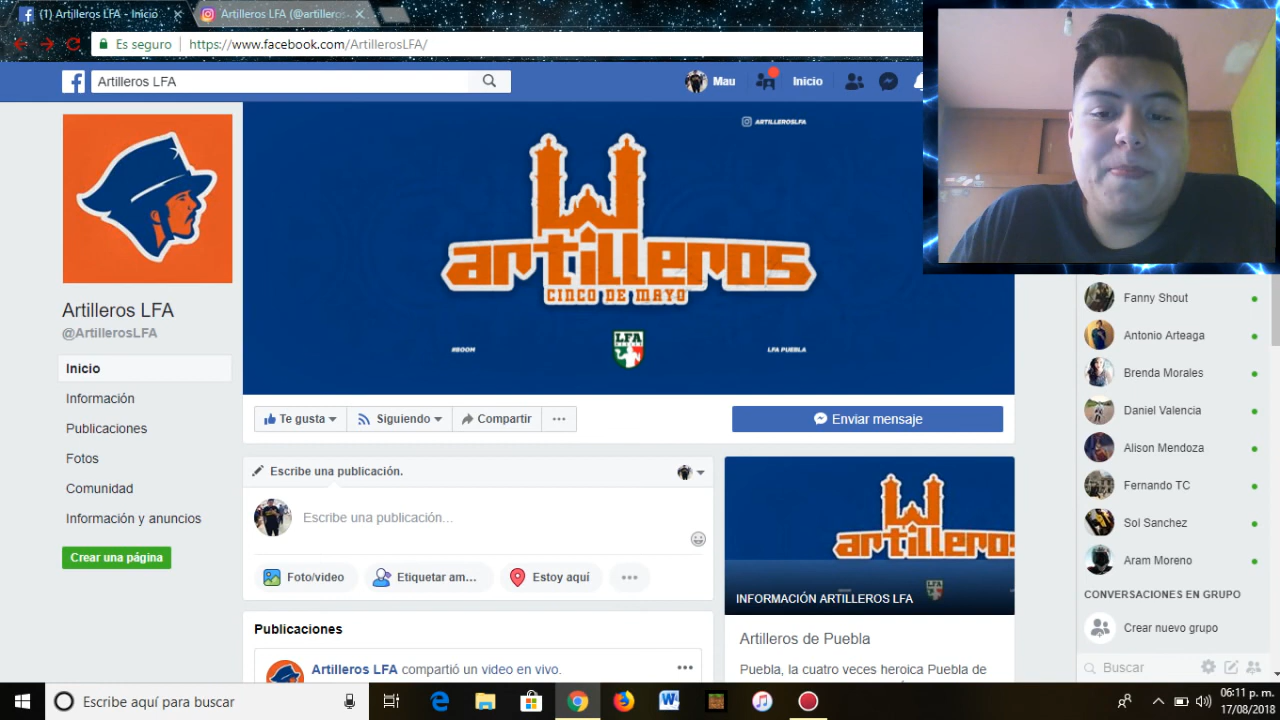 (1) Artilleros LFA - Inicio
Artilleros LFA (@artilleros
Es seguro
https://www.facebook.com/ArtillerosLFA/
Artilleros LFA
Mau
Inicio
ARTILLEROSLFA
artilleros
CINCO DE MAYO
#BOOM
LFA
LFA PUEBLA
Artilleros LFA
@ArtillerosLFA
Inicio
Información
Publicaciones
Fotos
Comunidad
Información y anuncios
Crear una página
Te gusta
Siguiendo
Compartir
Enviar mensaje
Escribe una publicación.
Escribe una publicación...
Foto/video
Etiquetar am...
Estoy aquí
Publicaciones
Artilleros LFA compartió un video en vivo.
artilleros
LFA
INFORMACIÓN ARTILLEROS LFA
Artilleros de Puebla
Puebla, la cuatro veces heroica Puebla de
Fanny Shout
Antonio Arteaga
Brenda Morales
Daniel Valencia
Alison Mendoza
Fernando TC
Sol Sanchez
Aram Moreno
CONVERSACIONES EN GRUPO
Crear nuevo grupo
Buscar
Escribe aquí para buscar
06:11 p. m.
17/08/2018